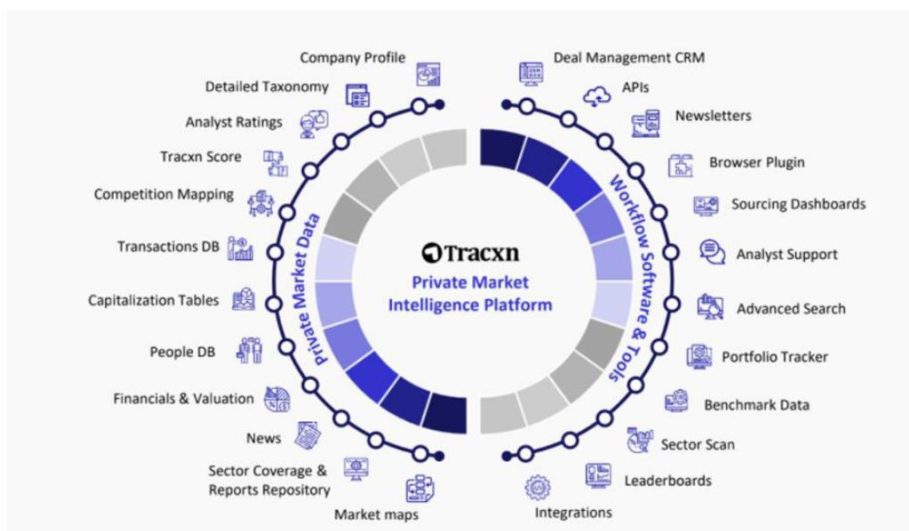 Company Profile
Detailed Taxonomy
Analyst Ratings
Tracxn Score
Competition Mapping
Transactions DB
Capitalization Tables
People DB
Financials & Valuation
News
Sector Coverage &
Reports Repository
Market maps
Private Market Data
Tracxn
Private Market
Intelligence Platform
Workflow Software & Tools
Deal Management CRM
APIs
Newsletters
Browser Plugin
Sourcing Dashboards
Analyst Support
Advanced Search
Portfolio Tracker
Benchmark Data
Sector Scan
Leaderboards
Integrations